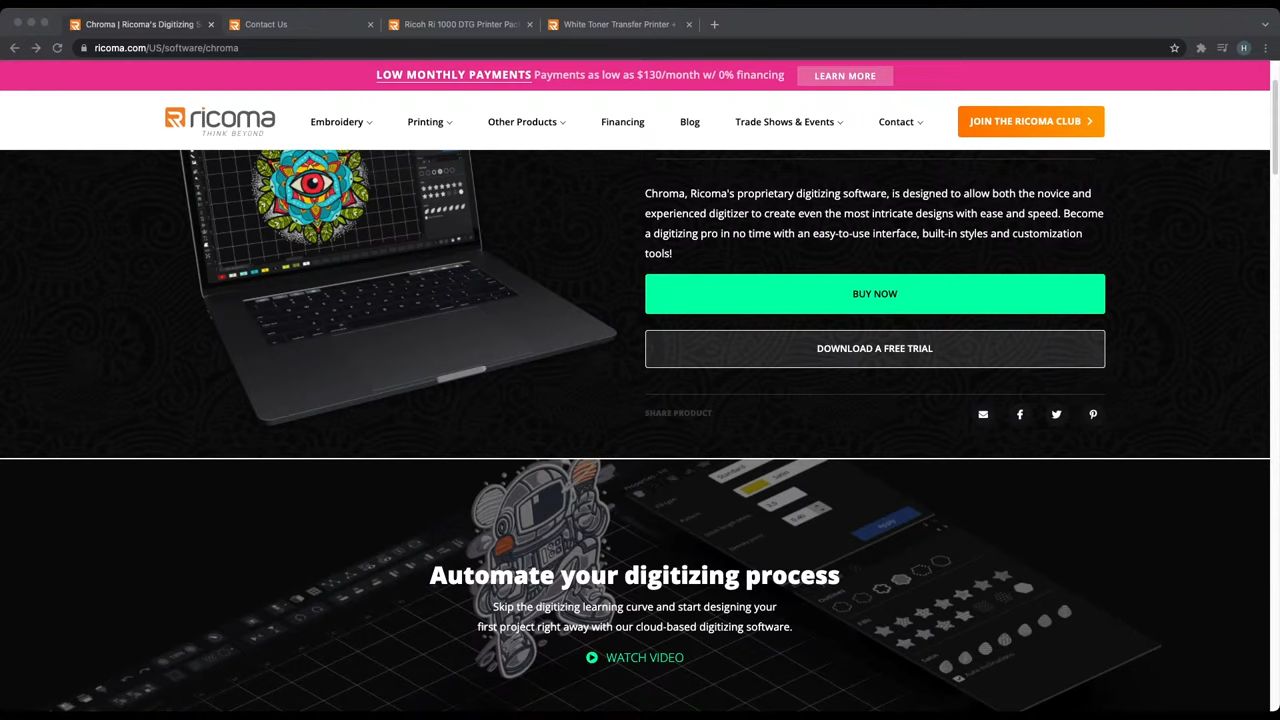 Chroma | Ricoma's Digitizing S
Contact Us
Ricoh Ri 1000 DTG Printer Pac
White Toner Transfer Printer +
ricoma.com/US/software/chroma
H
LOW MONTHLY PAYMENTS Payments as low as $130/month w/ 0% financing
LEARN MORE
ricoma
THINK BEYOND
Embroidery
Printing
Other Products
Financing
Blog
Trade Shows & Events
Contact
JOIN THE RICOMA CLUB
Chroma, Ricoma's proprietary digitizing software, is designed to allow both the novice and
experienced digitizer to create even the most intricate designs with ease and speed. Become
a digitizing pro in no time with an easy-to-use interface, built-in styles and customization
tools!
BUY NOW
DOWNLOAD A FREE TRIAL
SHARE PRODUCT
Standard
Satin
Apply
Automate your digitizing process
Skip the digitizing learning curve and start designing your
first project right away with our cloud-based digitizing software.
WATCH VIDEO